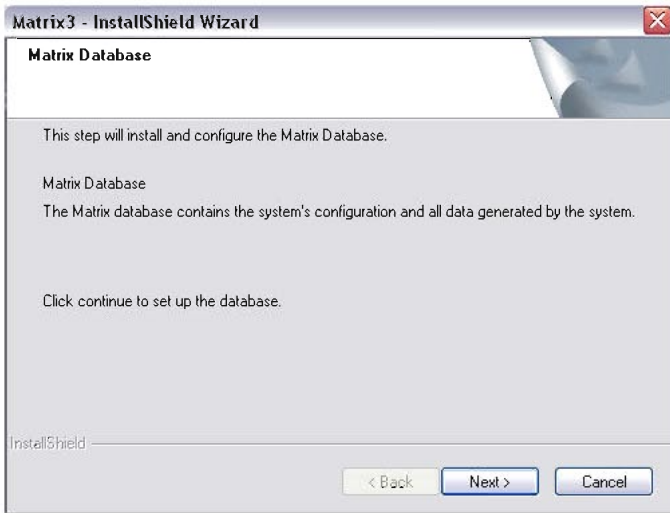 Matrix3 - InstallShield Wizard
Matrix Database
This step will install and configure the Matrix Database.
Matrix Database
The Matrix database contains the system's configuration and all data generated by the system.
Click continue to set up the database.
InstallShield
< Back
Next >
Cancel